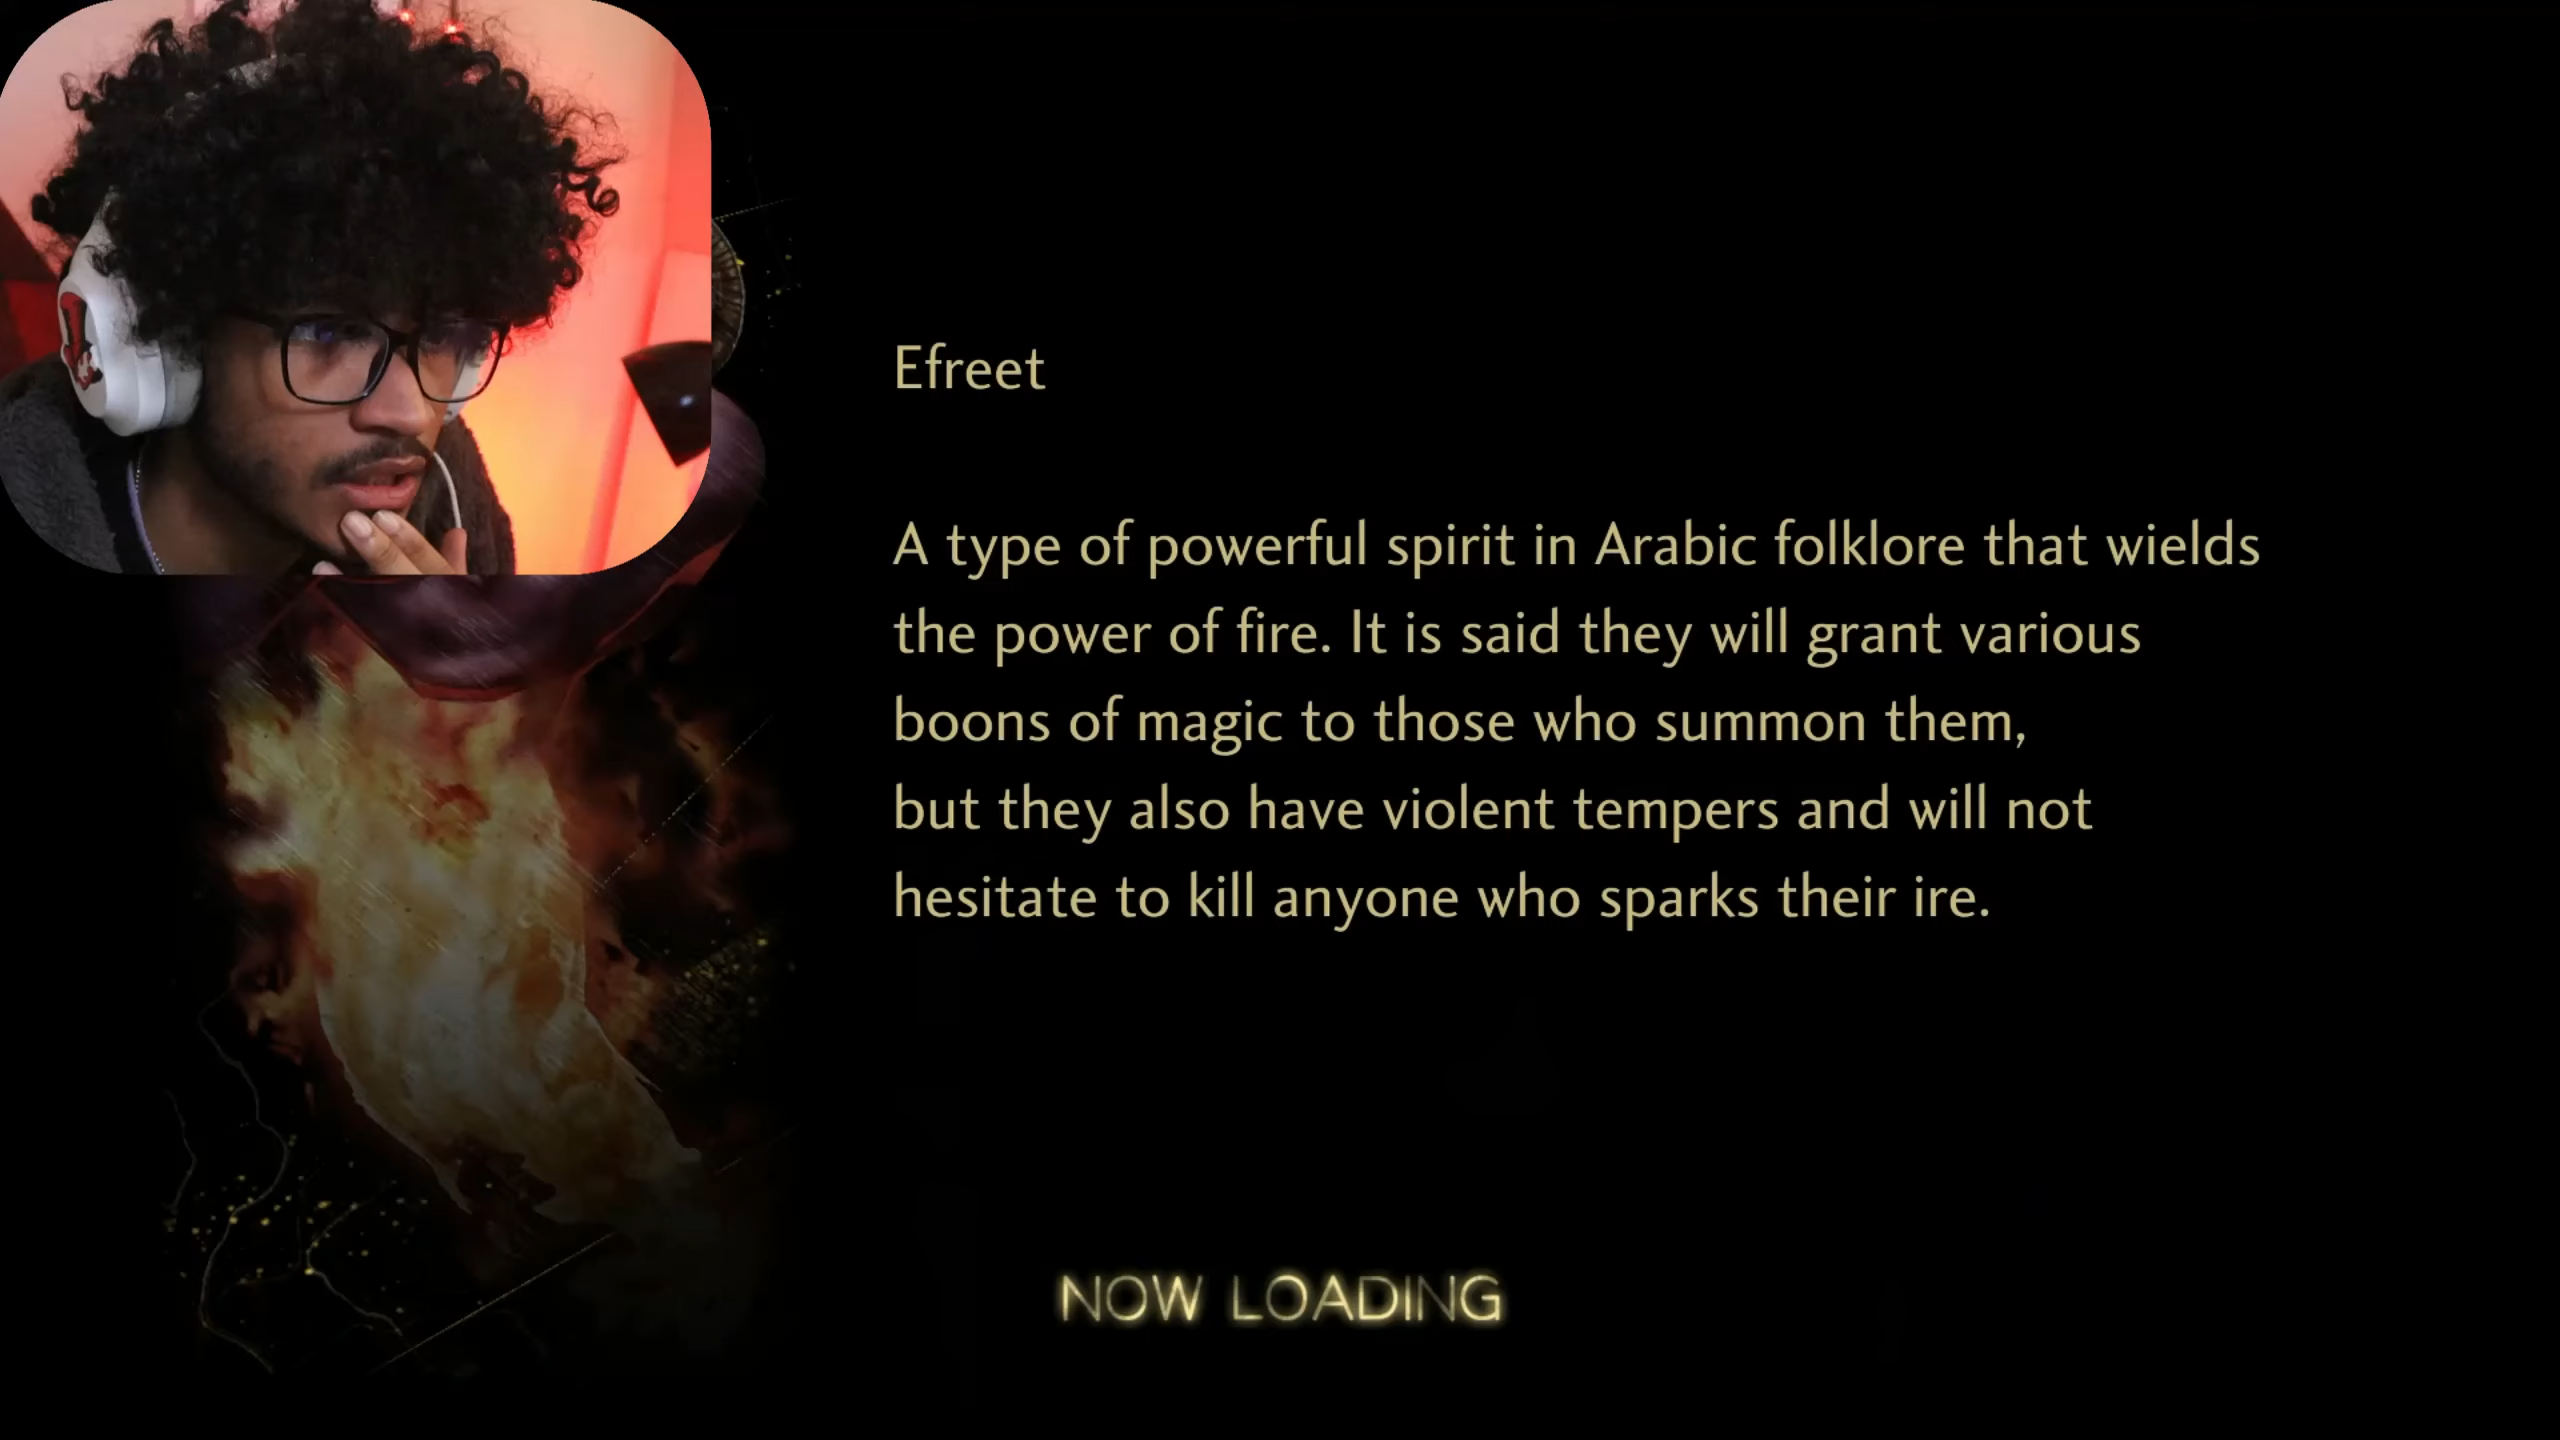 Efreet
A type of powerful spirit in Arabic folklore that wields
the power of fire. It is said they will grant various
boons of magic to those who summon them,
but they also have violent tempers and will not
hesitate to kill anyone who sparks their ire.
NOW LOADING